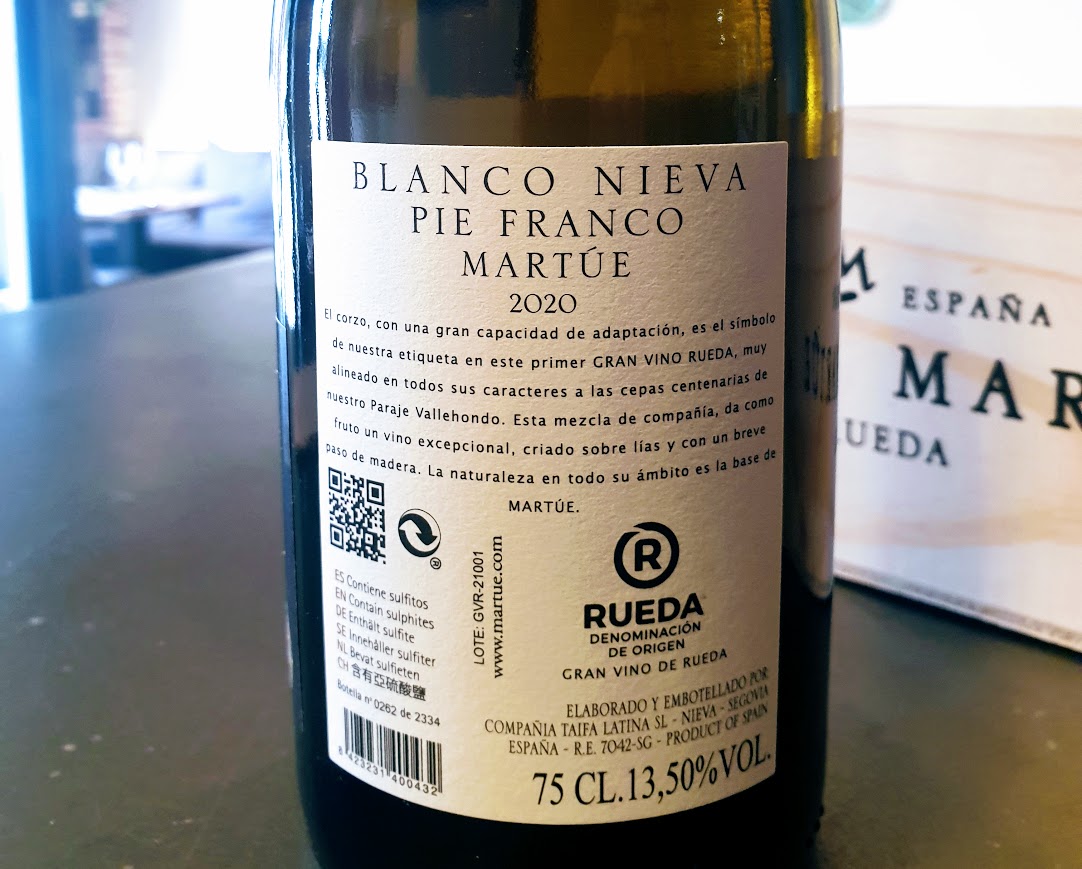 BLANCO NIEVA
PIE FRANCO
MARTÚE
2020
El corzo, con una gran capacidad de adaptación, es el símbolo
de nuestra etiqueta en este primer GRAN VINO RUEDA, muy
alineado en todos sus caracteres a las cepas centenarias de
nuestro Paraje Vallehondo. Esta mezcla de compañía, da como
fruto un vino excepcional, criado sobre lías y con un breve
paso de madera. La naturaleza en todo su ámbito es la base de
MARTÚE.
ES Contiene sulfitos
EN Contain sulphites
DE Enthält sulfite
SE Innehåller sulfiter
NL Bevat sulfieten
CH 含有亞硫酸鹽
Botella nº 0262 de 2334
8 423231 400432
LOTE: GVR-21001
www.martue.com
R
RUEDA
DENOMINACIÓN
DE ORIGEN
GRAN VINO DE RUEDA
ELABORADO Y EMBOTELLADO POR
COMPAÑIA TAIFA LATINA SL - NIEVA - SEGOVIA
ESPAÑA - R.E. 7042-SG - PRODUCT OF SPAIN
75 CL.13,50%VOL.
ESPAÑA
MAR
UEDA